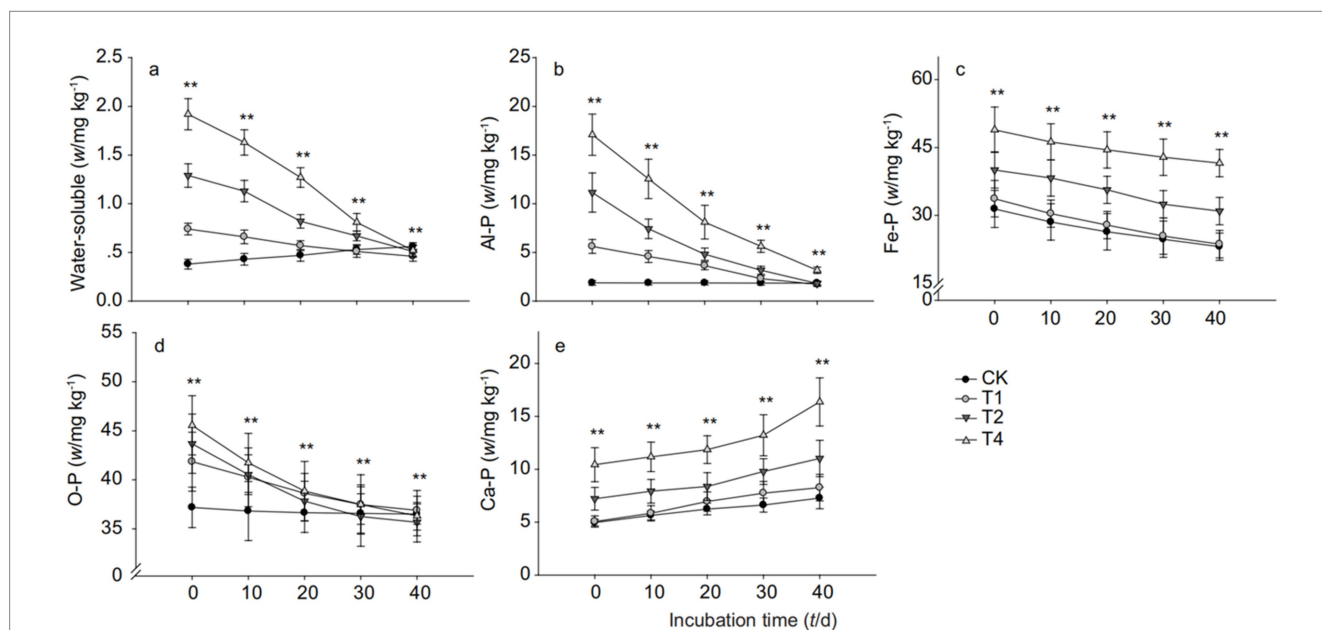 a
Water-soluble (w/mg kg⁻¹)
2.5
2.0
1.5
1.0
.5
0.0
** ** ** ** **
b
Al-P (w/mg kg⁻¹)
25
20
15
10
5
0
** ** ** ** **
c
Fe-P (w/mg kg⁻¹)
60
45
30
15
0
** ** ** ** **
0 10 20 30 40
d
O-P (w/mg kg⁻¹)
55
50
45
40
35
0
** ** ** ** **
0 10 20 30 40
e
Ca-P (w/mg kg⁻¹)
20
15
10
5
0
** ** ** ** **
0 10 20 30 40
Incubation time (t/d)
CK
T1
T2
T4